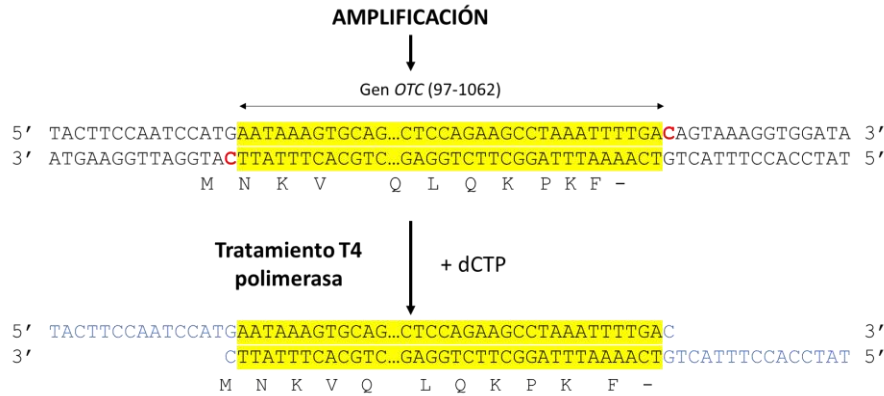 AMPLIFICACIÓN
Gen OTC (97-1062)
5’ TACTTCCAATCCATGAATAAAGTGCAG…CTCCAGAAGCCTAAATTTTGACAGTAAAGGTGGATA 3’
3’ ATGAAGGTTAGGTACTTATTTCACGTC…GAGGTCTTCGGATTTAAAACTGTCATTTCCACCTAT 5’
M N K V Q L Q K P K F -
Tratamiento T4
polimerasa
+ dCTP
5’ TACTTCCAATCCATGAATAAAGTGCAG…CTCCAGAAGCCTAAATTTTGAC 3’
3’ CTTATTTCACGTC…GAGGTCTTCGGATTTAAAACTGTCATTTCCACCTAT 5’
M N K V Q L Q K P K F -